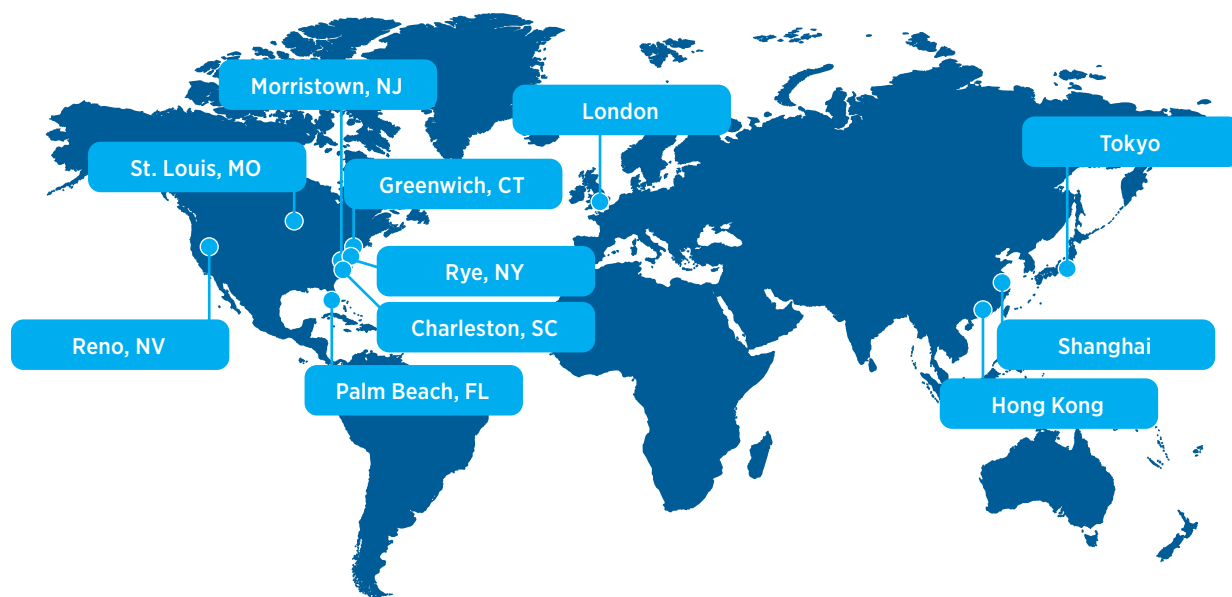 Morristown, NJ
London
Tokyo
St. Louis, MO
Greenwich, CT
Rye, NY
Charleston, SC
Reno, NV
Shanghai
Palm Beach, FL
Hong Kong